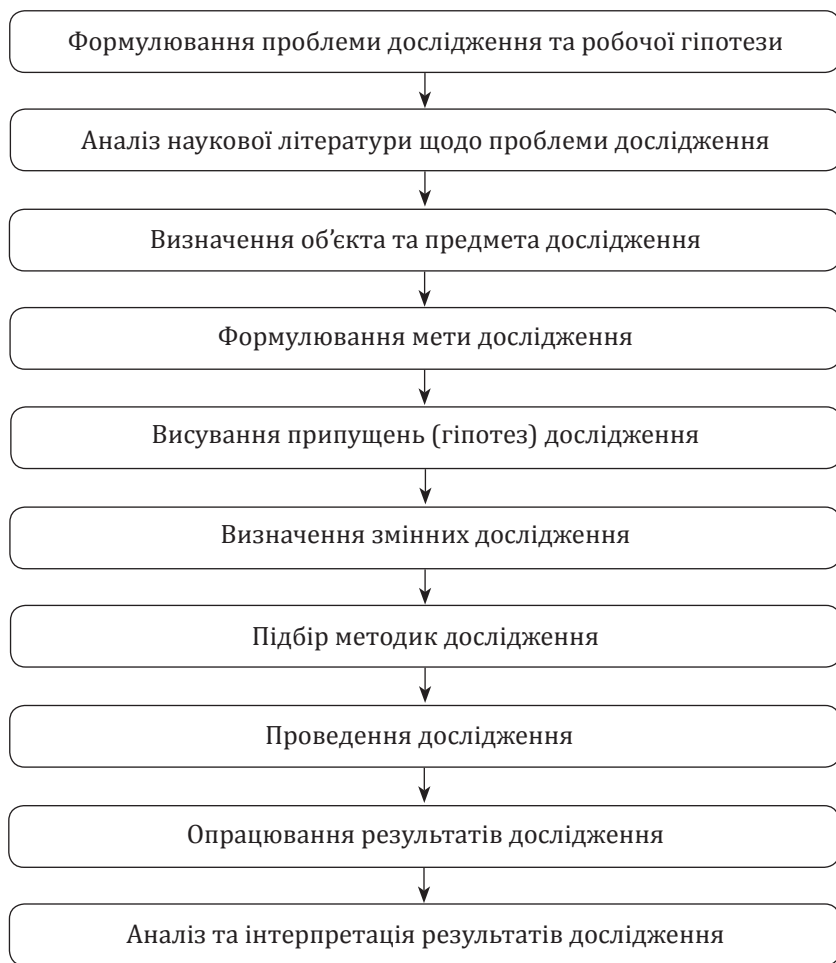 Формулювання проблеми дослідження та робочої гіпотези
Аналіз наукової літератури щодо проблеми дослідження
Визначення об’єкта та предмета дослідження
Формулювання мети дослідження
Висування припущень (гіпотез) дослідження
Визначення змінних дослідження
Підбір методик дослідження
Проведення дослідження
Опрацювання результатів дослідження
Аналіз та інтерпретація результатів дослідження